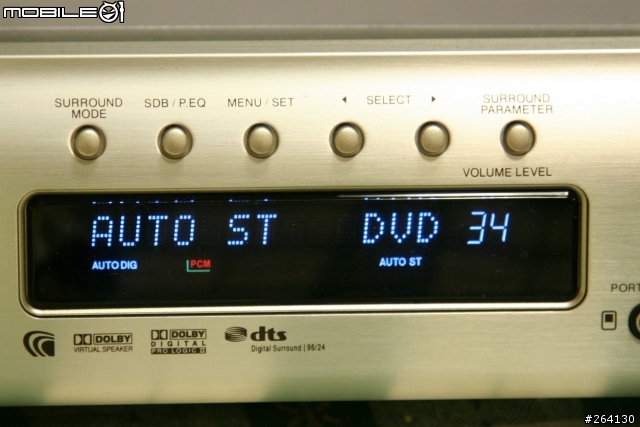 MOBILE01
SURROUND MODE
SDB / P.EQ
MENU / SET
SELECT
SURROUND PARAMETER
VOLUME LEVEL
AUTO ST DVD 34
AUTO DIG PCM AUTO ST
PORT
DOLBY VIRTUAL SPEAKER
DOLBY DIGITAL PRO LOGIC II
dts Digital Surround | 96/24
#264130